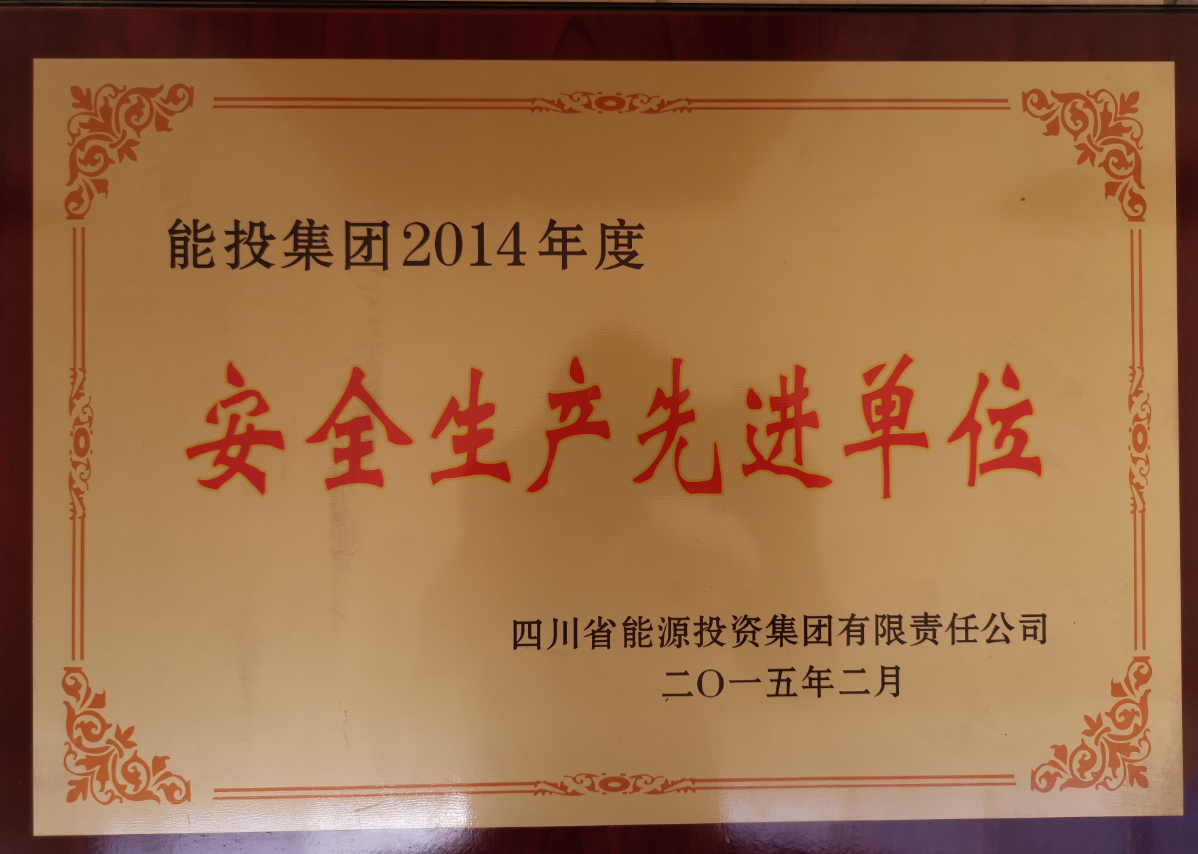 能投集团2014年度
安全生产先进单位
四川省能源投资集团有限责任公司
二〇一五年二月